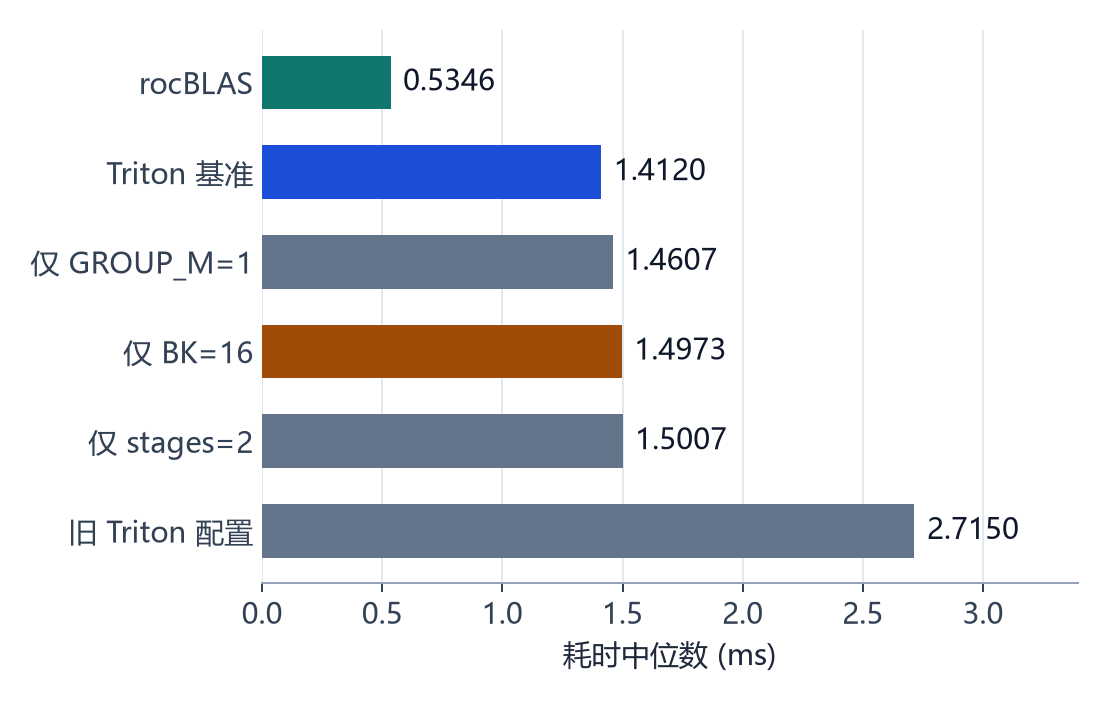 rocBLAS 0.5346
Triton 基准 1.4120
仅 GROUP_M=1 1.4607
仅 BK=16 1.4973
仅 stages=2 1.5007
旧 Triton 配置 2.7150
0.0 0.5 1.0 1.5 2.0 2.5 3.0
耗时中位数 (ms)